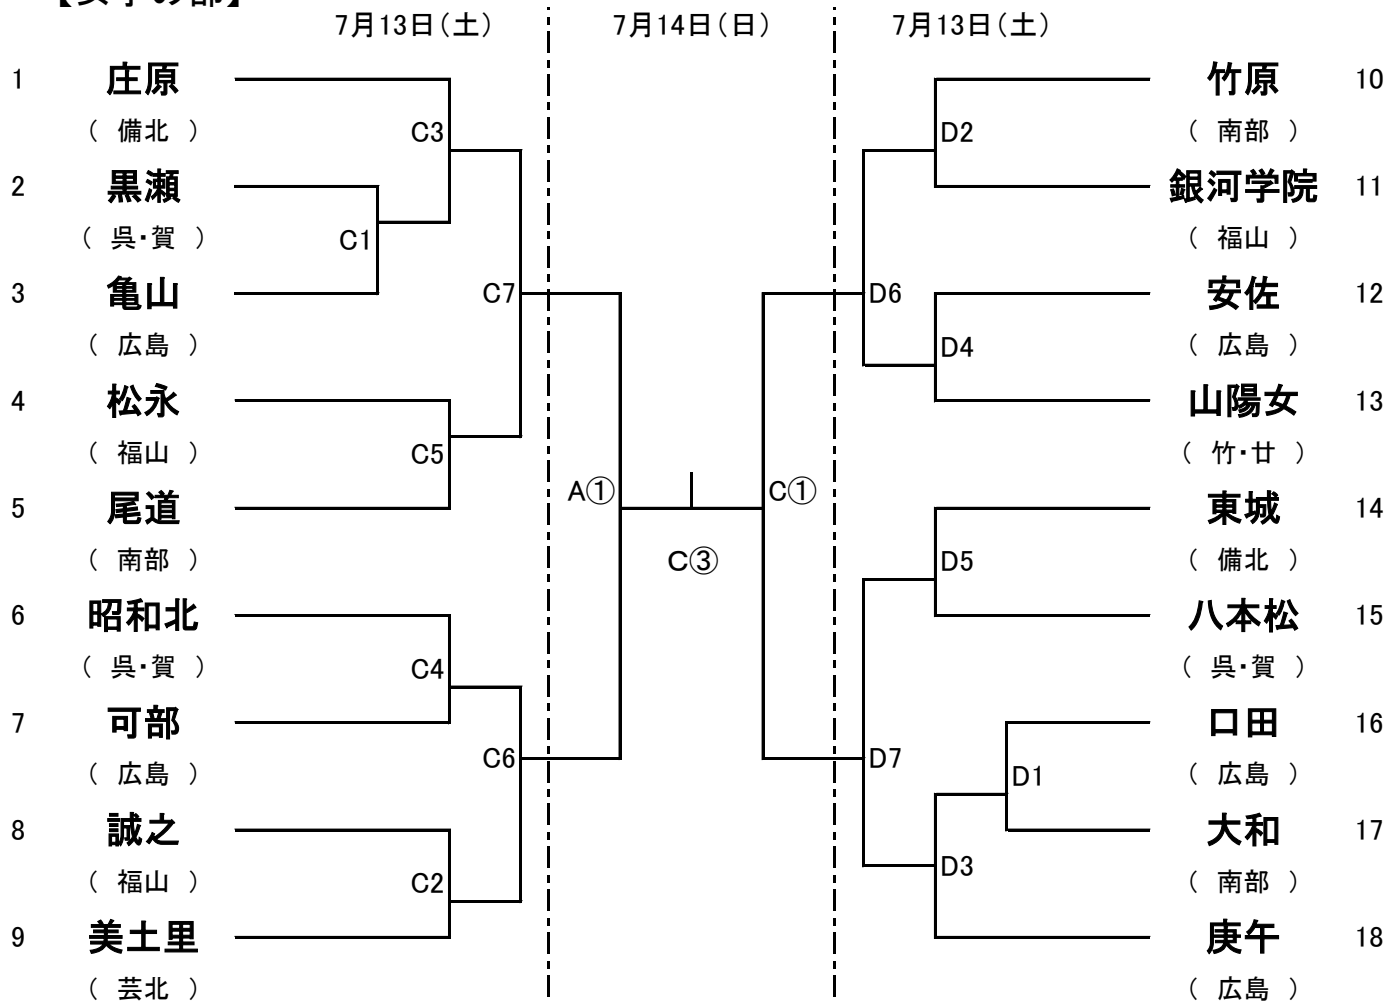 7月13日（土） 7月14日（日） 7月13日（土）
1 庄原 竹原 10
（ 備北 ） C3 D2 （ 南部 ）
2 黒瀬 銀河学院 11
（ 呉・賀 ） C1 （ 福山 ）
3 亀山 C7 D6 安佐 12
（ 広島 ） D4 （ 広島 ）
4 松永 山陽女 13
（ 福山 ） C5 （ 竹・廿 ）
A① C①
5 尾道 東城 14
（ 南部 ） C③ D5 （ 備北 ）
6 昭和北 八本松 15
（ 呉・賀 ） C4 （ 呉・賀 ）
7 可部 口田 16
（ 広島 ） C6 D7 D1 （ 広島 ）
8 誠之 大和 17
（ 福山 ） C2 D3 （ 南部 ）
9 美土里 庚午 18
（ 芸北 ） （ 広島 ）